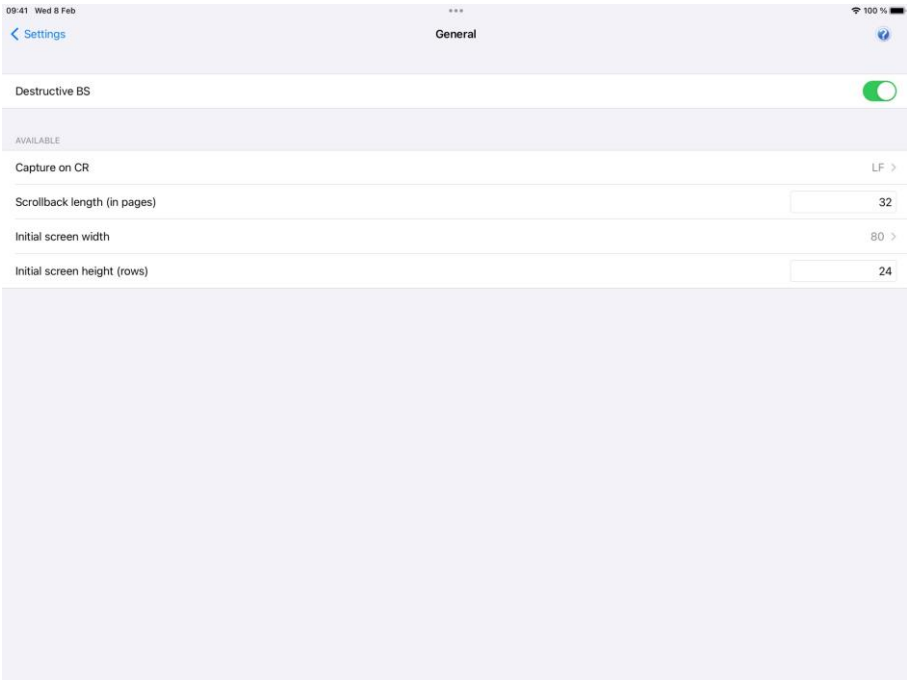 09:41 Wed 8 Feb 100 %
Settings General ?
Destructive BS
AVAILABLE
Capture on CR LF
Scrollback length (in pages) 32
Initial screen width 80
Initial screen height (rows) 24